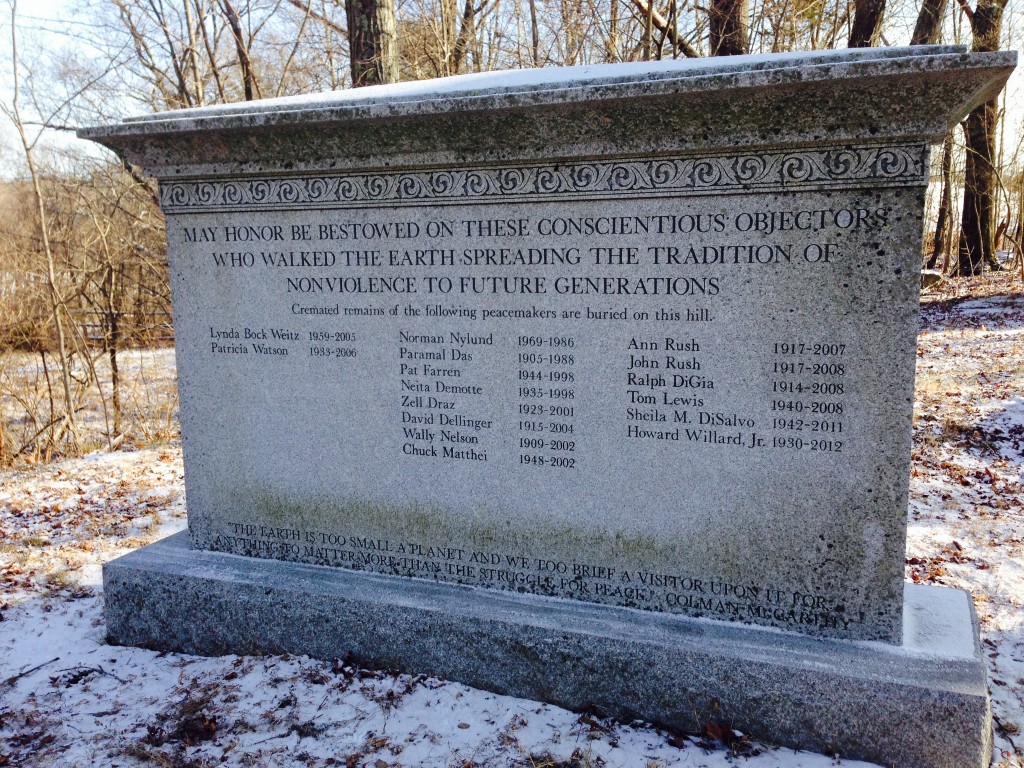 MAY HONOR BE BESTOWED ON THESE CONSCIENTIOUS OBJECTORS
WHO WALKED THE EARTH SPREADING THE TRADITION OF
NONVIOLENCE TO FUTURE GENERATIONS
Cremated remains of the following peacemakers are buried on this hill.
Lynda Bock Weitz 1959-2005
Patricia Watson 1933-2006
Norman Nylund 1969-1986
Paramal Das 1905-1988
Pat Farren 1944-1998
Neita Demotte 1935-1998
Zell Draz 1923-2001
David Dellinger 1915-2004
Wally Nelson 1909-2002
Chuck Matthei 1948-2002
Ann Rush 1917-2007
John Rush 1917-2008
Ralph DiGia 1914-2008
Tom Lewis 1940-2008
Sheila M. DiSalvo 1942-2011
Howard Willard, Jr. 1930-2012
"THE EARTH IS TOO SMALL A PLANET AND WE TOO BRIEF A VISITOR UPON IT FOR
ANYTHING TO MATTER MORE THAN THE STRUGGLE FOR PEACE." COLMAN McCARTHY